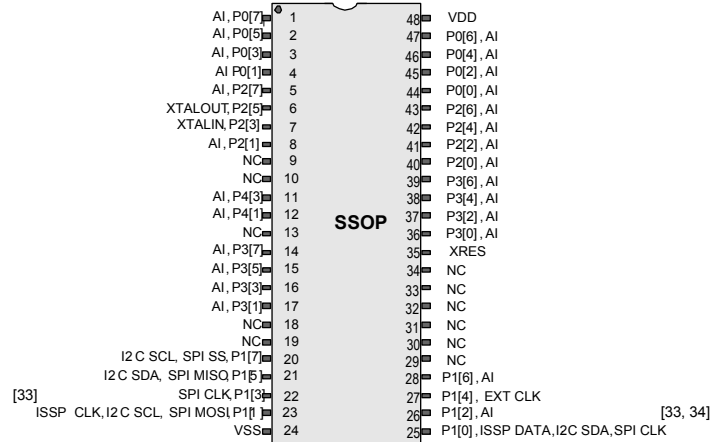 AI, P0[7] 1 48 VDD
AI, P0[5] 2 47 P0[6], AI
AI, P0[3] 3 46 P0[4], AI
AI P0[1] 4 45 P0[2], AI
AI, P2[7] 5 44 P0[0], AI
XTALOUT, P2[5] 6 43 P2[6], AI
XTALIN, P2[3] 7 42 P2[4], AI
AI, P2[1] 8 41 P2[2], AI
NC 9 40 P2[0], AI
NC 10 39 P3[6], AI
AI, P4[3] 11 38 P3[4], AI
AI, P4[1] 12 SSOP 37 P3[2], AI
NC 13 36 P3[0], AI
AI, P3[7] 14 35 XRES
AI, P3[5] 15 34 NC
AI, P3[3] 16 33 NC
AI, P3[1] 17 32 NC
NC 18 31 NC
NC 19 30 NC
I2C SCL, SPI SS, P1[7] 20 29 NC
I2C SDA, SPI MISO, P1[5] 21 28 P1[6], AI
[33] SPI CLK, P1[3] 22 27 P1[4], EXT CLK
ISSP CLK, I2C SCL, SPI MOSI, P1[1] 23 26 P1[2], AI [33, 34]
VSS 24 25 P1[0], ISSP DATA, I2C SDA, SPI CLK